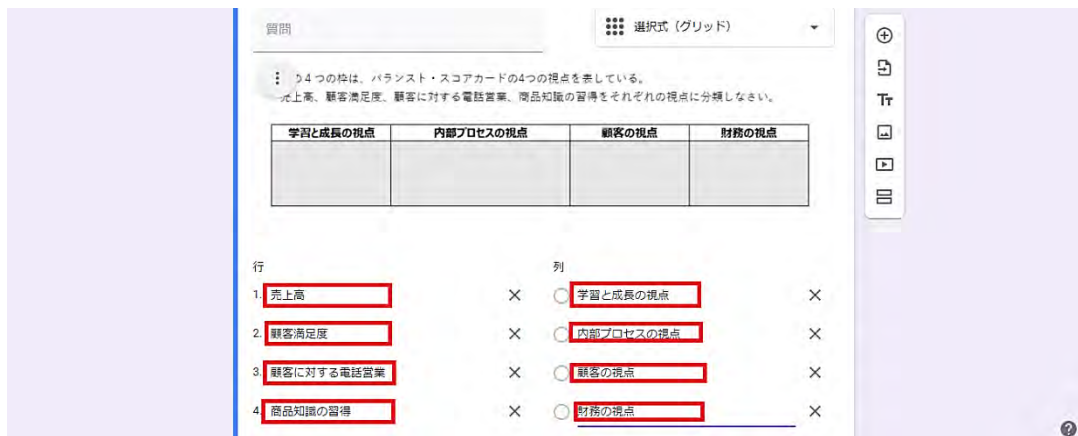 質問
選択式（グリッド）
の４つの枠は、バランスト・スコアカードの4つの視点を表している。
売上高、顧客満足度、顧客に対する電話営業、商品知識の習得をそれぞれの視点に分類しなさい。
学習と成長の視点 内部プロセスの視点 顧客の視点 財務の視点
行 列
1. 売上高 学習と成長の視点
2. 顧客満足度 内部プロセスの視点
3. 顧客に対する電話営業 顧客の視点
4. 商品知識の習得 財務の視点